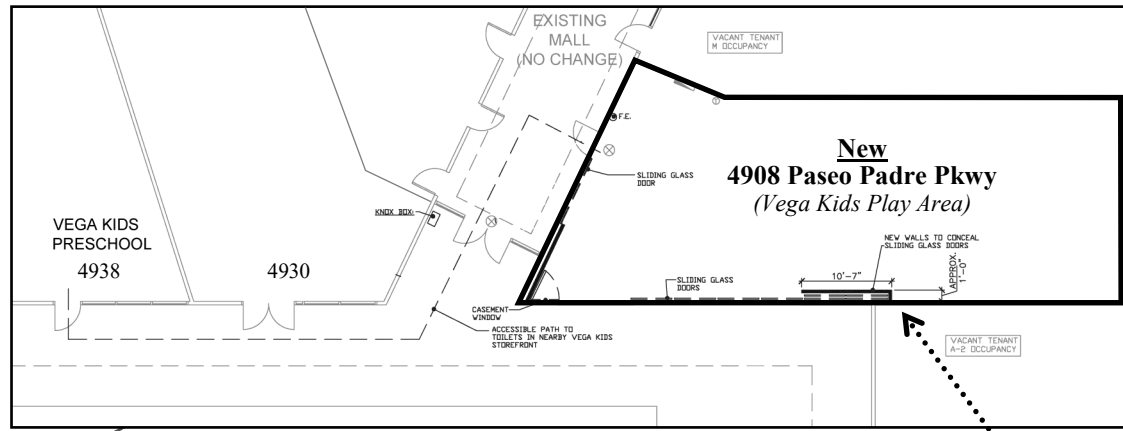 EXISTING
MALL
(NO CHANGE)
VACANT TENANT
M OCCUPANCY
F.E.
New
4908 Paseo Padre Pkwy
(Vega Kids Play Area)
SLIDING GLASS
DOOR
KNOX BOX
VEGA KIDS
PRESCHOOL
4938
4930
NEW WALLS TO CONCEAL
SLIDING GLASS DOORS
10'-7"
APPROX.
1'-0"
SLIDING GLASS
DOORS
CASEMENT
WINDOW
ACCESSIBLE PATH TO
TOILETS IN NEARBY VEGA KIDS
STOREFRONT
VACANT TENANT
A-2 OCCUPANCY